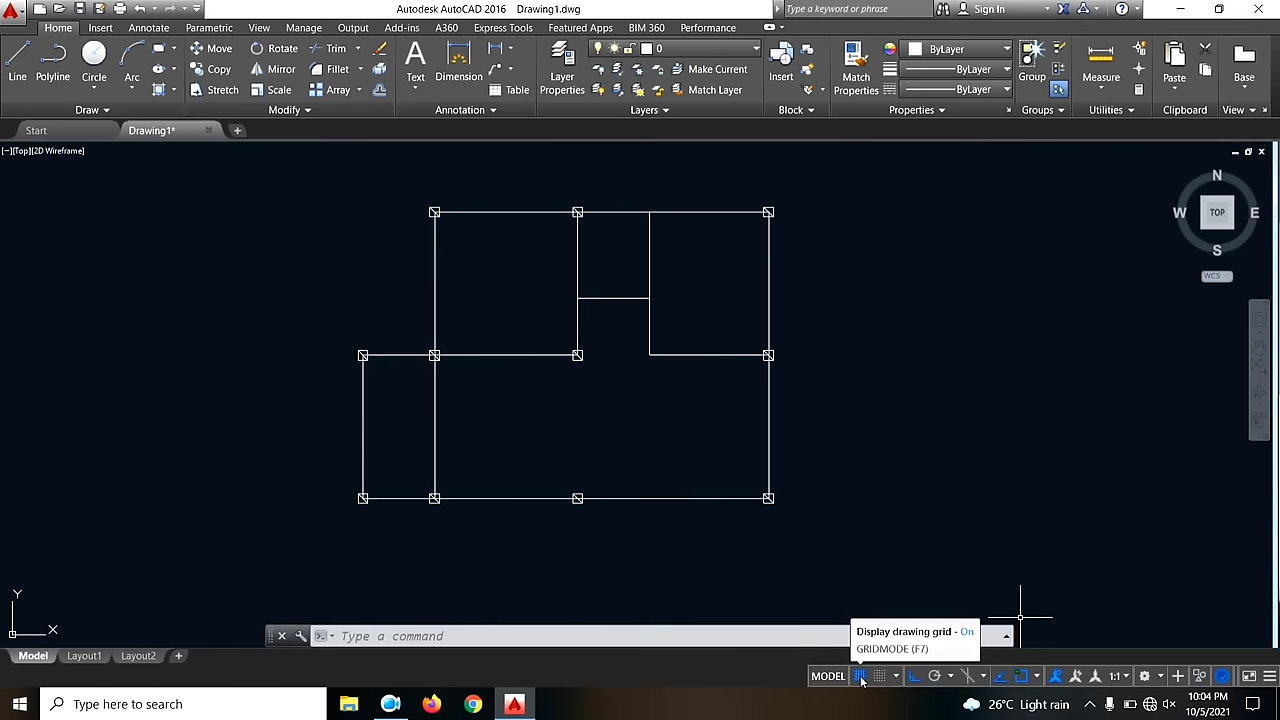 Autodesk AutoCAD 2016 Drawing1.dwg
Type a keyword or phrase
Sign In
Home Insert Annotate Parametric View Manage Output Add-ins A360 Express Tools Featured Apps BIM 360 Performance
Line Polyline Circle Arc
Move Rotate Trim
Copy Mirror Fillet
Stretch Scale Array
Text Dimension Table
Layer Properties
0
Make Current
Match Layer
Insert
Match Properties
ByLayer
ByLayer
ByLayer
Group
Measure
Paste
Base
Draw Modify Annotation Layers Block Properties Groups Utilities Clipboard View
Start Drawing1*
[−][Top][2D Wireframe]
N
W TOP E
S
WCS
Y
X
Type a command
Display drawing grid - On
GRIDMODE (F7)
Model Layout1 Layout2
MODEL 1:1
Type here to search
26°C Light rain
10:04 PM
10/5/2021